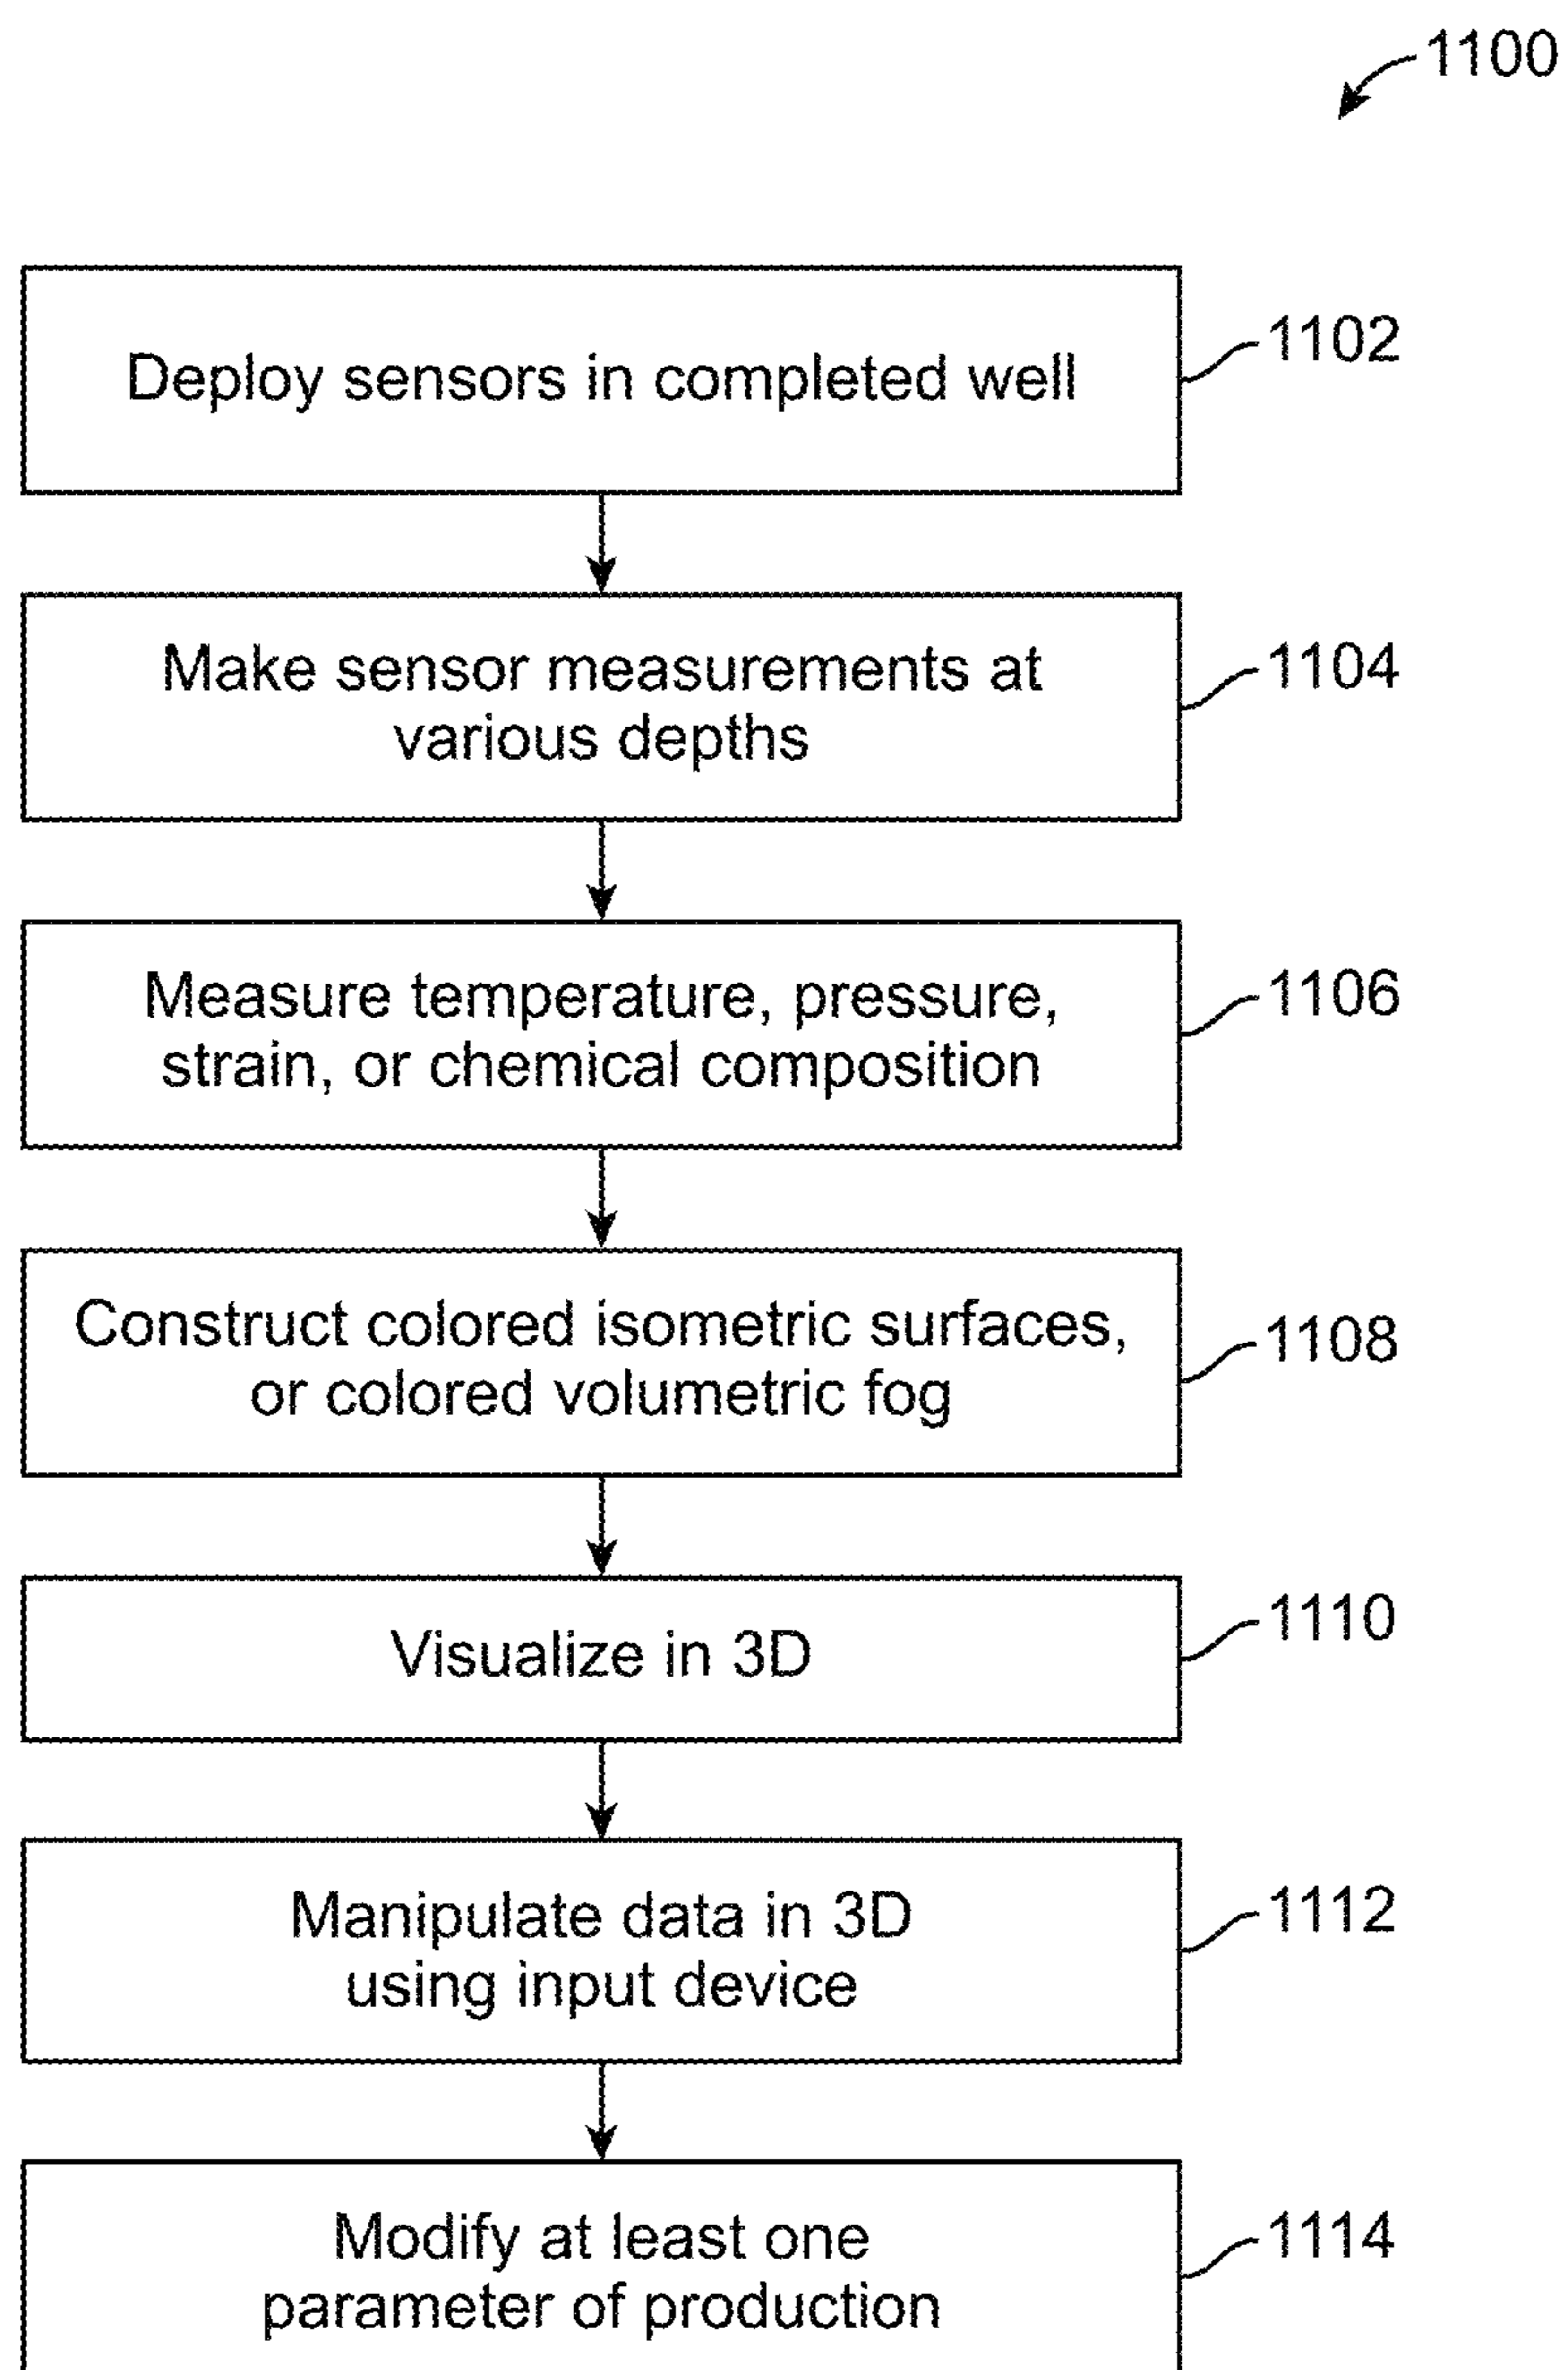 1100
Deploy sensors in completed well
1102
Make sensor measurements at
various depths
1104
Measure temperature, pressure,
strain, or chemical composition
1106
Construct colored isometric surfaces,
or colored volumetric fog
1108
Visualize in 3D
1110
Manipulate data in 3D
using input device
1112
Modify at least one
parameter of production
1114